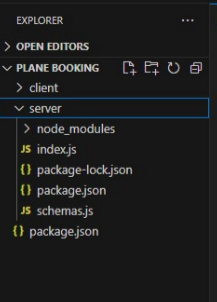 EXPLORER
OPEN EDITORS
PLANE BOOKING
client
server
node_modules
JS index.js
{} package-lock.json
{} package.json
JS schemas.js
{} package.json